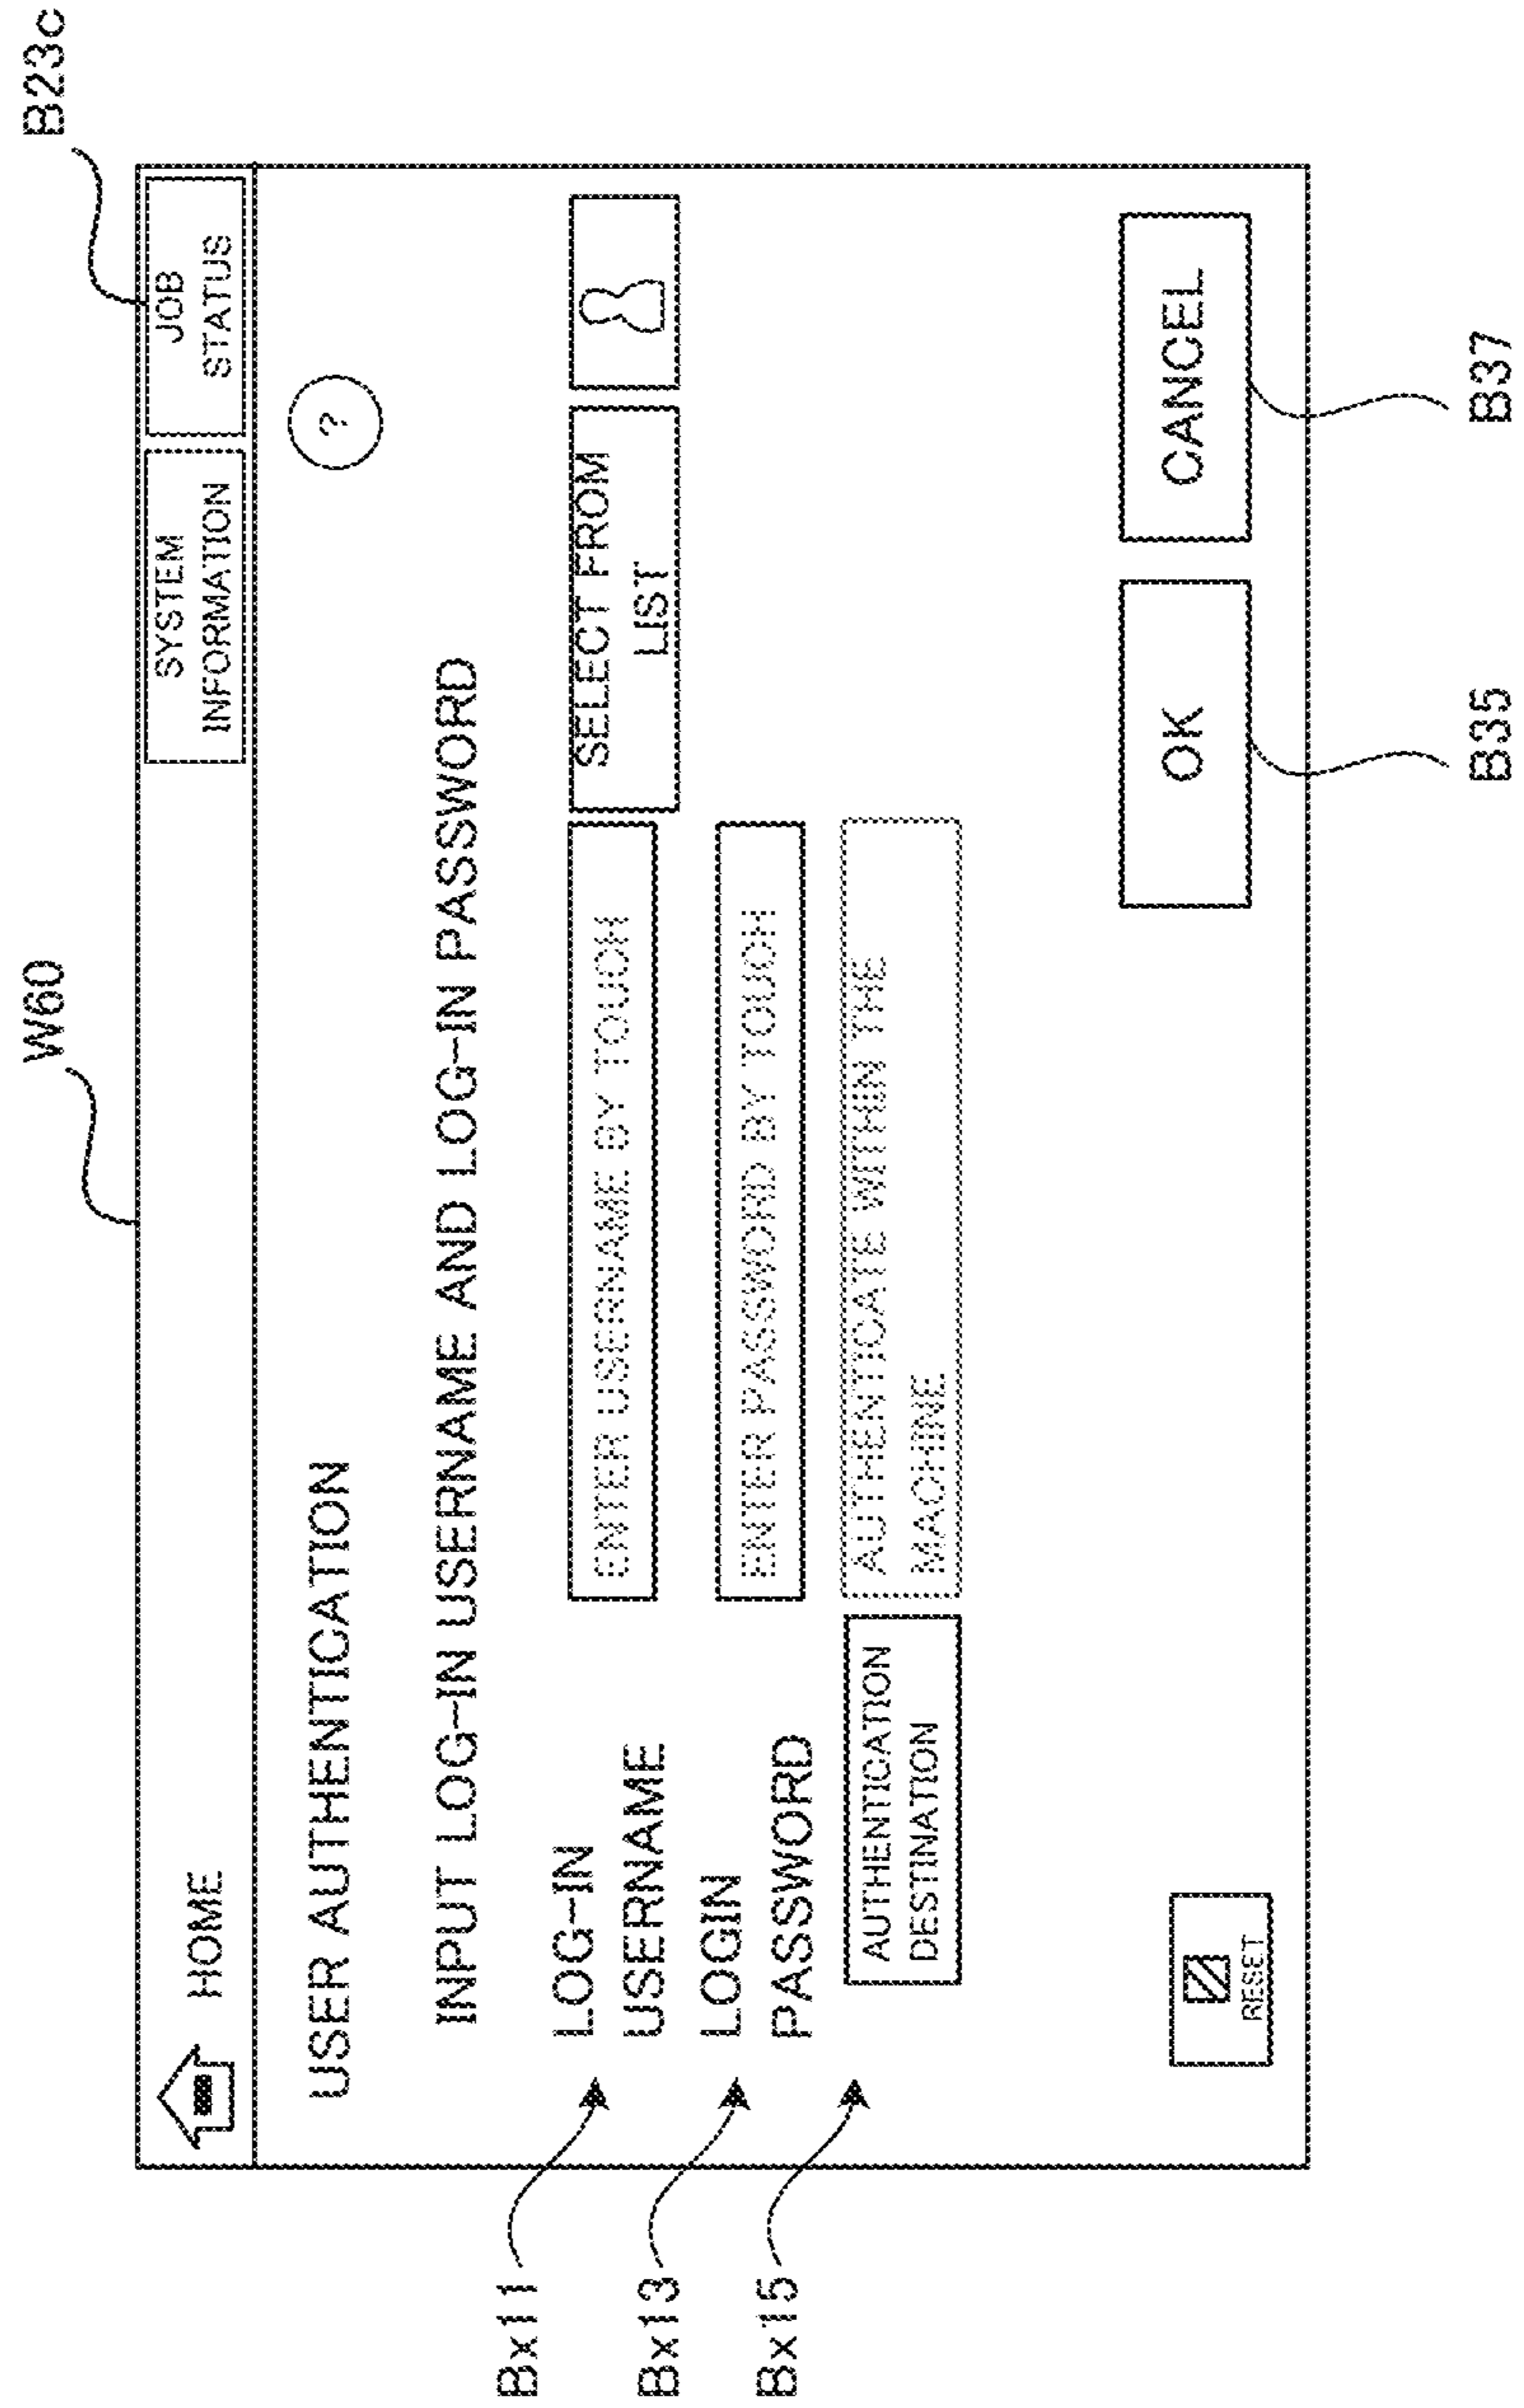 W60
B23c
HOME
SYSTEM
INFORMATION
JOB
STATUS
USER AUTHENTICATION
?
INPUT LOG-IN USERNAME AND LOG-IN PASSWORD
Bx11
LOG-IN
USERNAME
ENTER USERNAME BY TOUCH
SELECT FROM
LIST
Bx13
LOGIN
PASSWORD
ENTER PASSWORD BY TOUCH
Bx15
AUTHENTICATION
DESTINATION
AUTHENTICATE WITHIN THE
MACHINE
RESET
OK
CANCEL
B35
B37